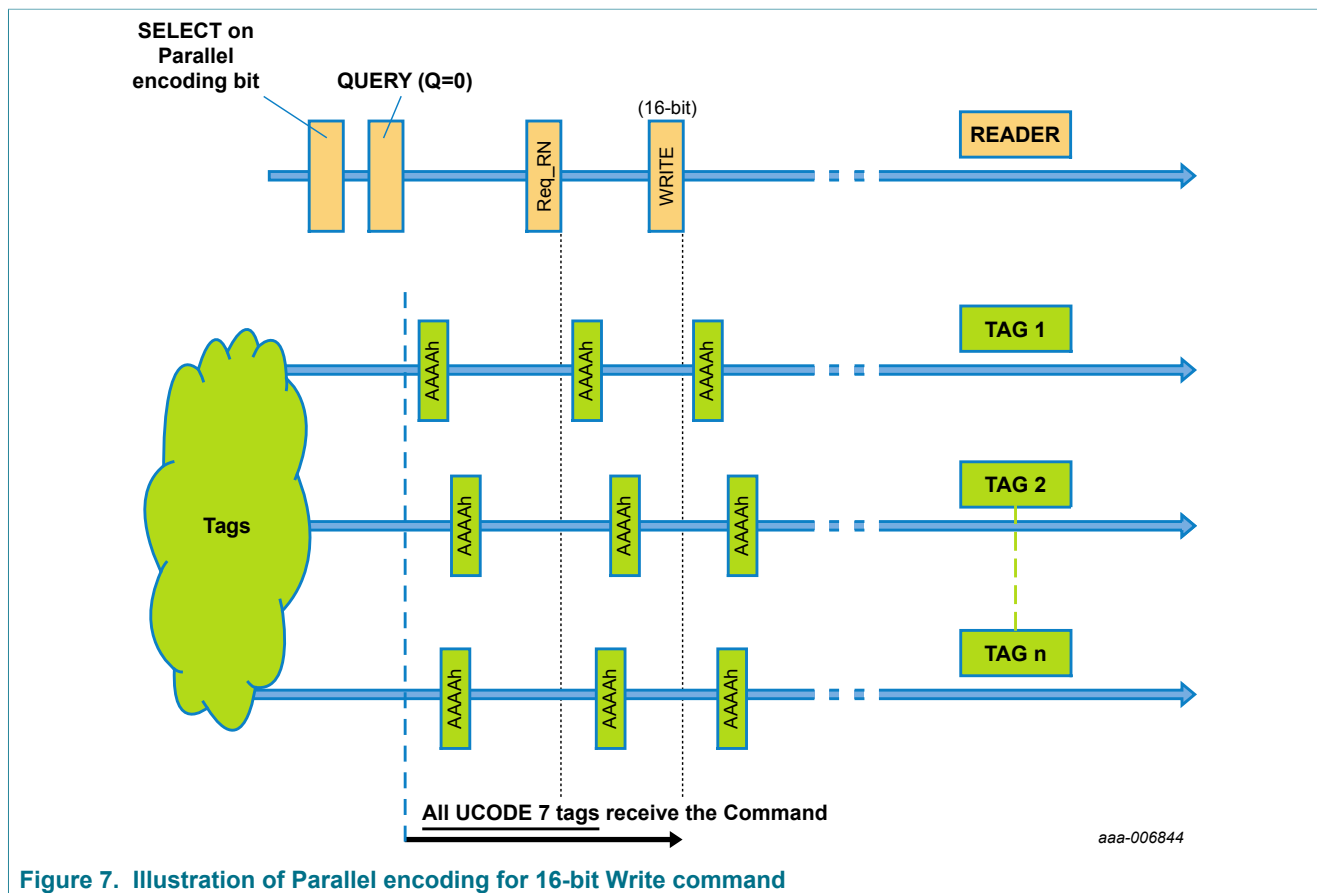 SELECT on
Parallel
encoding bit
QUERY (Q=0)
(16-bit)
READER
Req_RN
WRITE
TAG 1
AAAAh
AAAAh
AAAAh
TAG 2
Tags
AAAAh
AAAAh
AAAAh
TAG n
AAAAh
AAAAh
AAAAh
All UCODE 7 tags receive the Command
aaa-006844
Figure 7. Illustration of Parallel encoding for 16-bit Write command